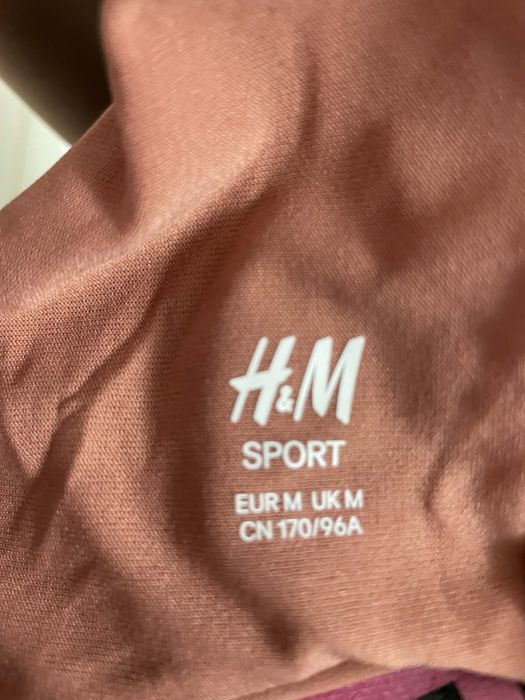 H&M
SPORT
EUR M UK M
CN 170/96A